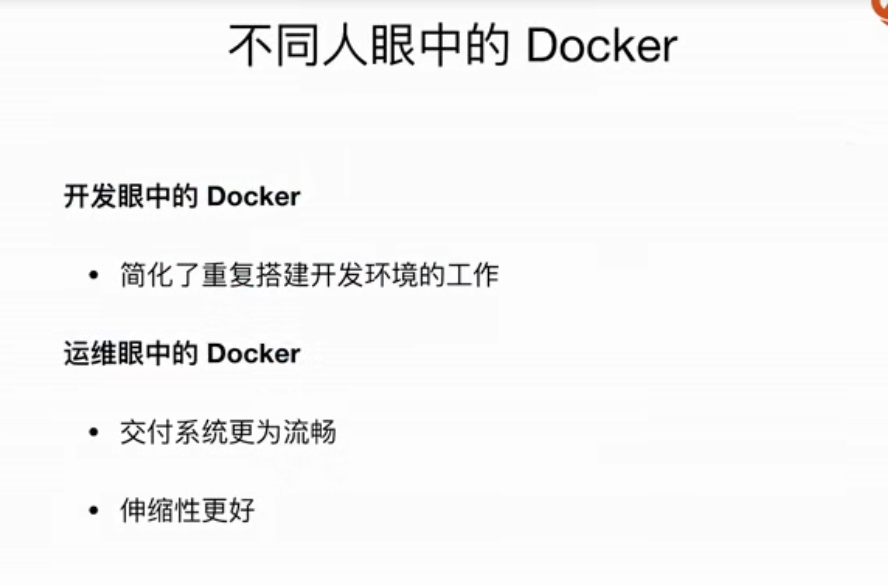 不同人眼中的 Docker
开发眼中的 Docker
• 简化了重复搭建开发环境的工作
运维眼中的 Docker
• 交付系统更为流畅
• 伸缩性更好